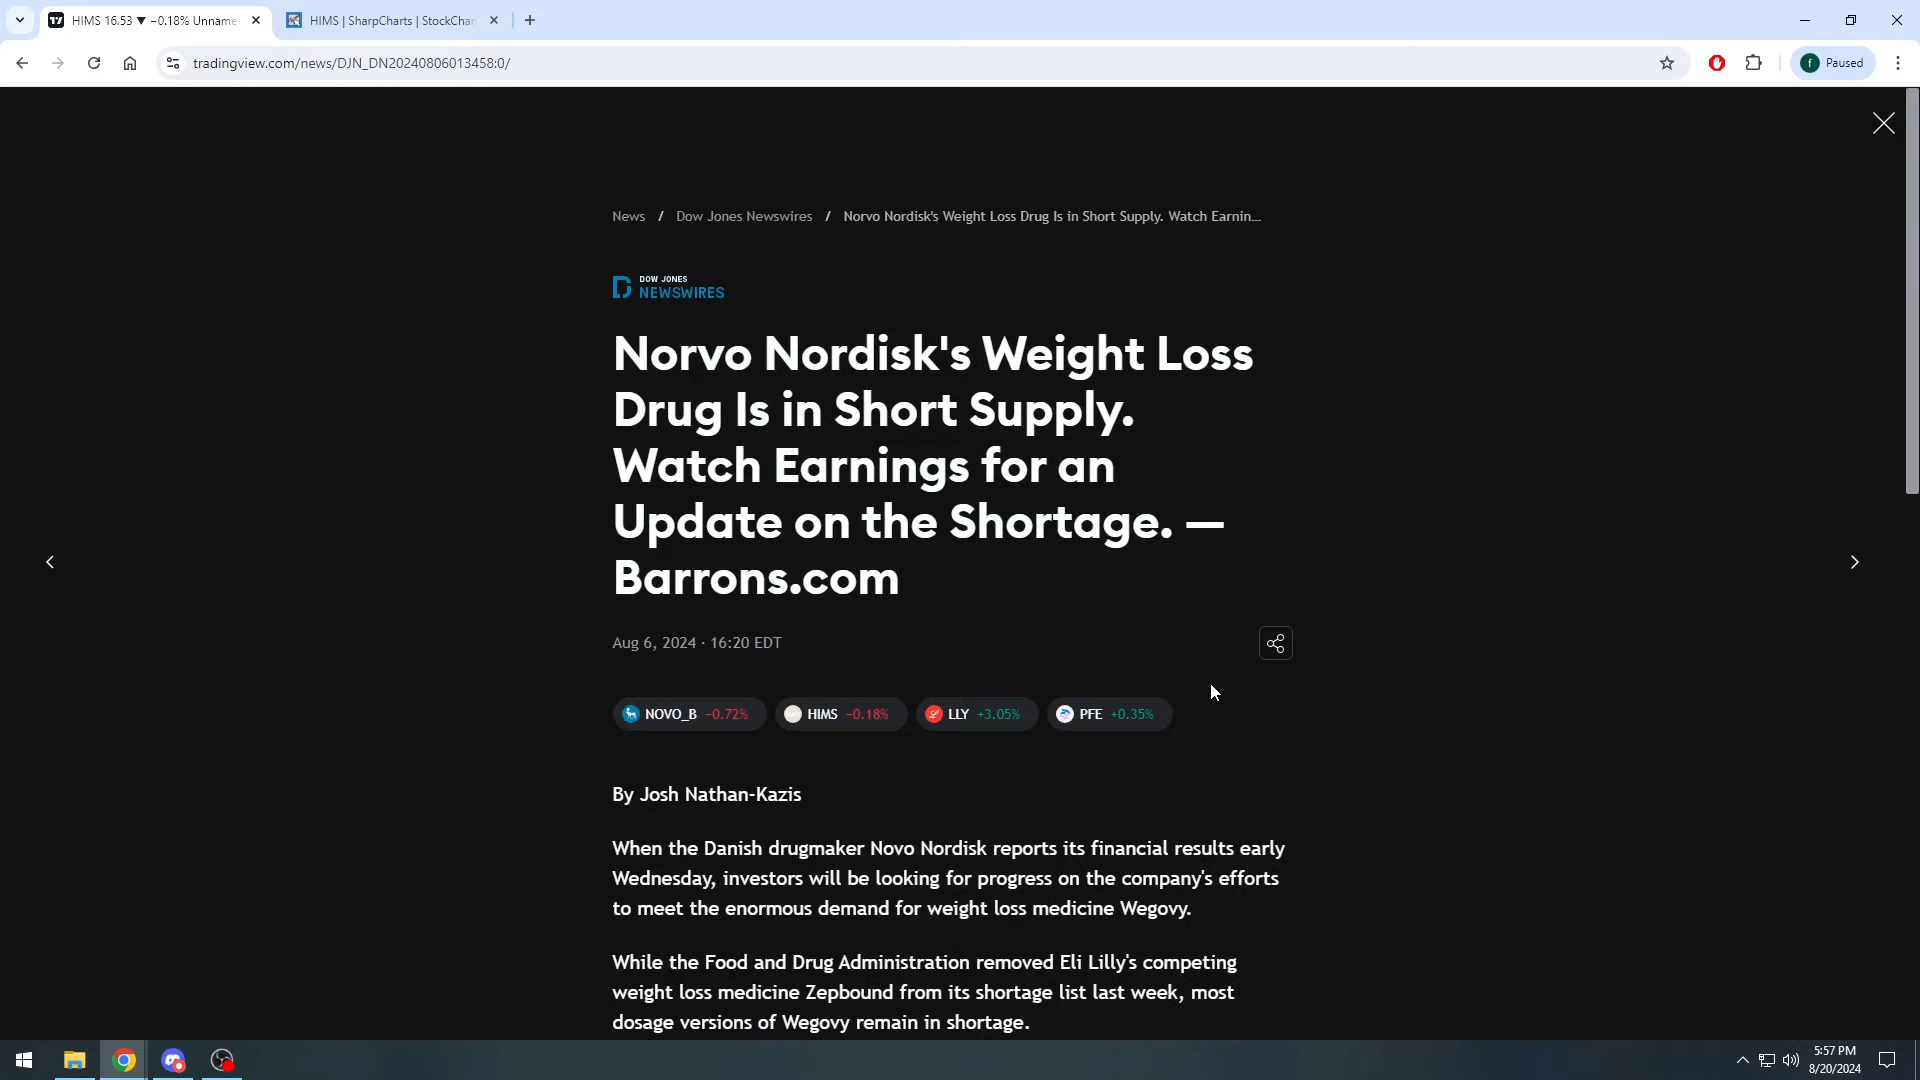 HIMS 16.53 ▼ −0.18% Unname
HIMS | SharpCharts | StockChar
tradingview.com/news/DJN_DN20240806013458:0/
f Paused
News / Dow Jones Newswires / Norvo Nordisk's Weight Loss Drug Is in Short Supply. Watch Earnin...
DOW JONES
NEWSWIRES
Norvo Nordisk's Weight Loss
Drug Is in Short Supply.
Watch Earnings for an
Update on the Shortage. —
Barrons.com
Aug 6, 2024 · 16:20 EDT
NOVO_B −0.72% HIMS −0.18% LLY +3.05% PFE +0.35%
By Josh Nathan-Kazis
When the Danish drugmaker Novo Nordisk reports its financial results early
Wednesday, investors will be looking for progress on the company's efforts
to meet the enormous demand for weight loss medicine Wegovy.
While the Food and Drug Administration removed Eli Lilly's competing
weight loss medicine Zepbound from its shortage list last week, most
dosage versions of Wegovy remain in shortage.
5:57 PM
8/20/2024